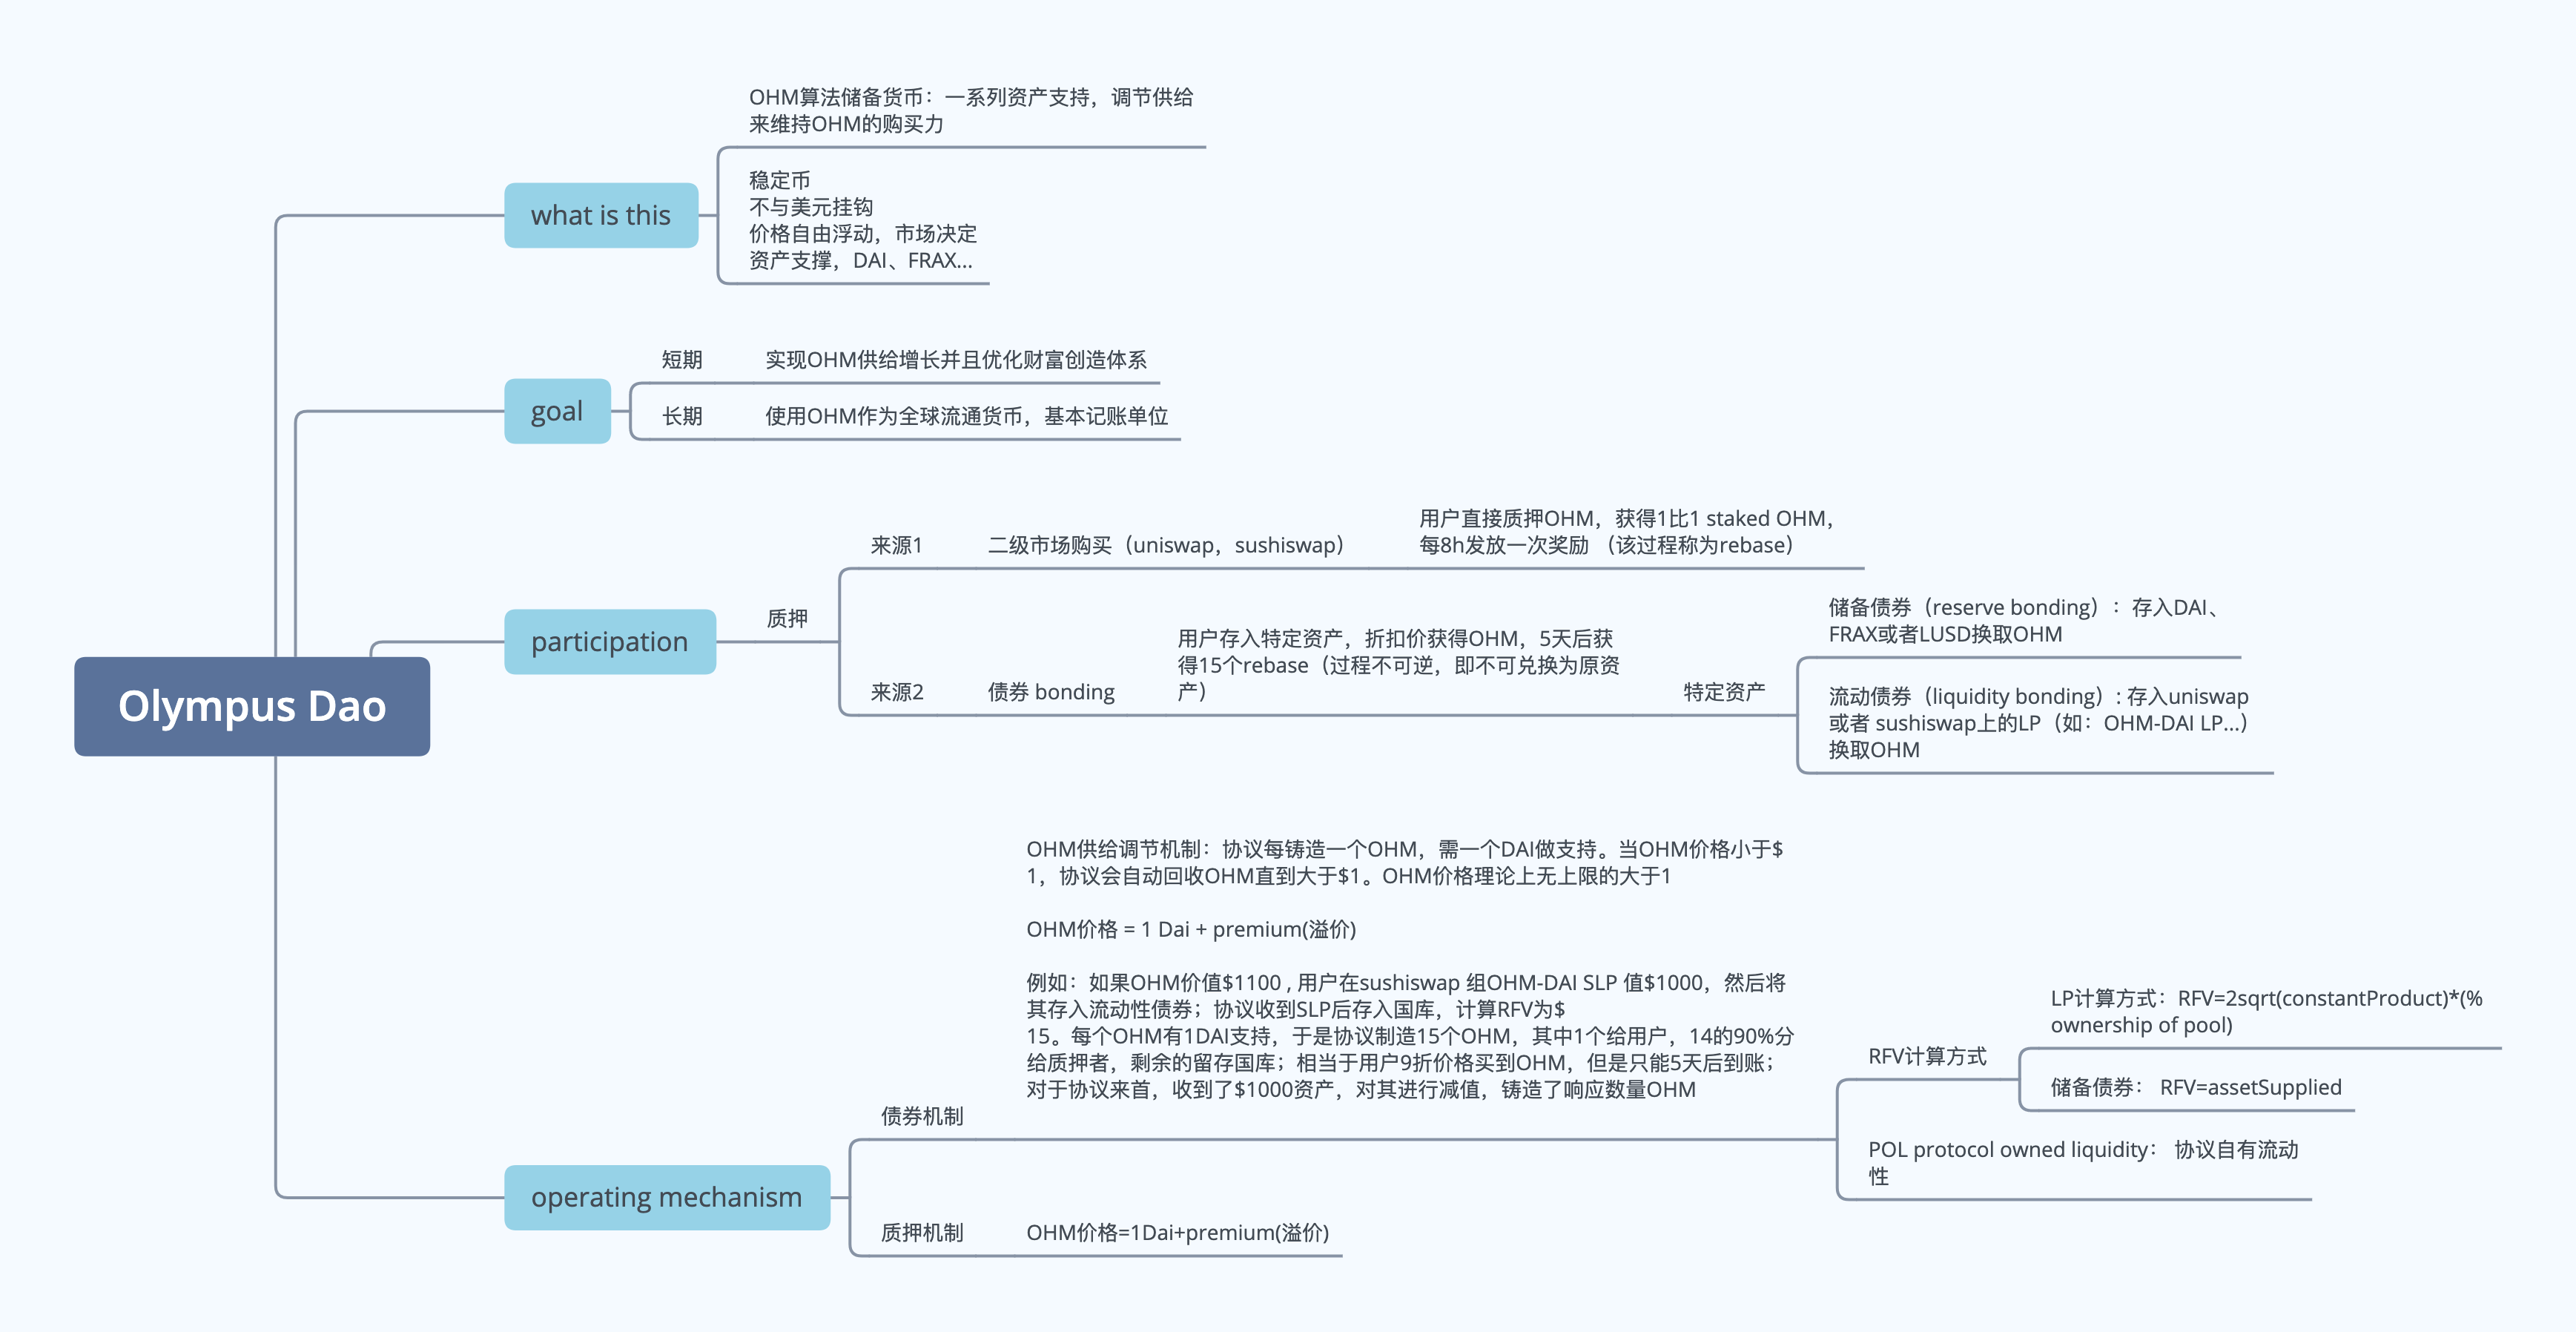 Olympus Dao
what is this
OHM算法储备货币：一系列资产支持，调节供给
来维持OHM的购买力
稳定币
不与美元挂钩
价格自由浮动，市场决定
资产支撑，DAI、FRAX...
goal
短期
实现OHM供给增长并且优化财富创造体系
长期
使用OHM作为全球流通货币，基本记账单位
participation
质押
来源1
二级市场购买（uniswap，sushiswap）
用户直接质押OHM，获得1比1 staked OHM，
每8h发放一次奖励 （该过程称为rebase）
来源2
债券 bonding
用户存入特定资产，折扣价获得OHM，5天后获
得15个rebase（过程不可逆，即不可兑换为原资
产）
特定资产
储备债券（reserve bonding）：存入DAI、
FRAX或者LUSD换取OHM
流动债券（liquidity bonding）: 存入uniswap
或者 sushiswap上的LP（如：OHM-DAI LP...）
换取OHM
operating mechanism
债券机制
OHM供给调节机制：协议每铸造一个OHM，需一个DAI做支持。当OHM价格小于$
1，协议会自动回收OHM直到大于$1。OHM价格理论上无上限的大于1
OHM价格 = 1 Dai + premium(溢价)
例如：如果OHM价值$1100 , 用户在sushiswap 组OHM-DAI SLP 值$1000，然后将
其存入流动性债券；协议收到SLP后存入国库，计算RFV为$
15。每个OHM有1DAI支持，于是协议制造15个OHM，其中1个给用户，14的90%分
给质押者，剩余的留存国库；相当于用户9折价格买到OHM，但是只能5天后到账；
对于协议来首，收到了$1000资产，对其进行减值，铸造了响应数量OHM
RFV计算方式
LP计算方式：RFV=2sqrt(constantProduct)*(%
ownership of pool)
储备债券： RFV=assetSupplied
POL protocol owned liquidity： 协议自有流动
性
质押机制
OHM价格=1Dai+premium(溢价)